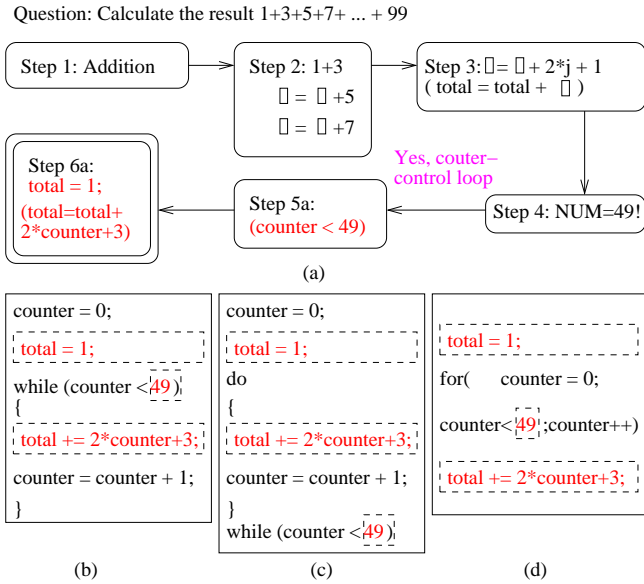 Question: Calculate the result 1+3+5+7+ ... + 99
Step 1: Addition
Step 2: 1+3
▯ = ▯ +5
▯ = ▯ +7
Step 3: ▯ = ▯ + 2*j + 1
( total = total + ▯ )
Step 4: NUM=49!
Yes, couter–
control loop
Step 5a:
(counter < 49)
Step 6a:
total = 1;
(total=total+
2*counter+3)
(a)
counter = 0;
total = 1;
while (counter <49)
{
total += 2*counter+3;
counter = counter + 1;
}
(b)
counter = 0;
total = 1;
do
{
total += 2*counter+3;
counter = counter + 1;
}
while (counter <49)
(c)
total = 1;
for( counter = 0;
counter< 49 ;counter++)
total += 2*counter+3;
(d)